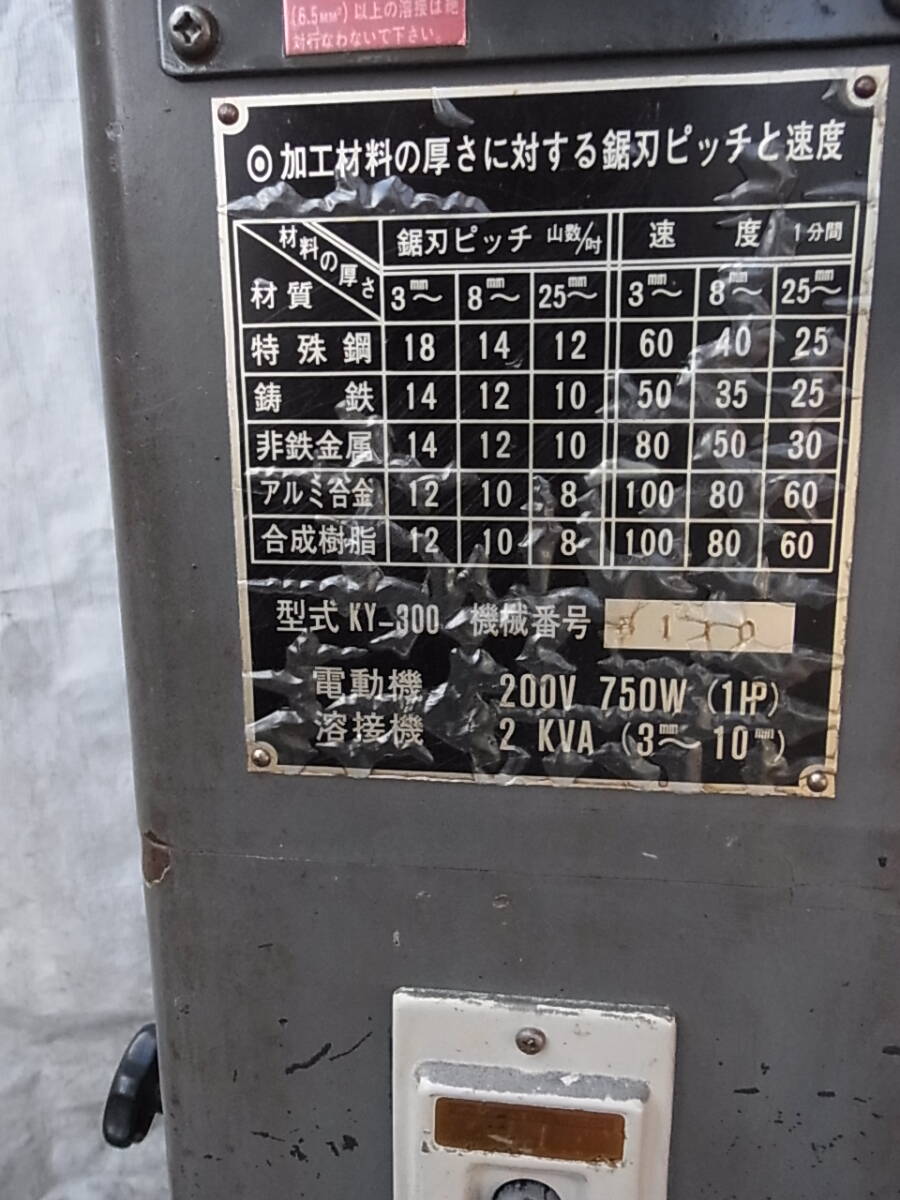 (6.5mm²)以上の溶接は絶
対行なわないで下さい。
◎加工材料の厚さに対する鋸刃ピッチと速度
材料の厚さ 鋸刃ピッチ 山数/吋 速度 1分間
材質 3mm〜 8mm〜 25mm〜 3mm〜 8mm〜 25mm〜
特殊鋼 18 14 12 60 40 25
鋳鉄 14 12 10 50 35 25
非鉄金属 14 12 10 80 50 30
アルミ合金 12 10 8 100 80 60
合成樹脂 12 10 8 100 80 60
型式 KY-300 機械番号
電動機 200V 750W (1HP)
溶接機 2 KVA (3mm〜10mm)